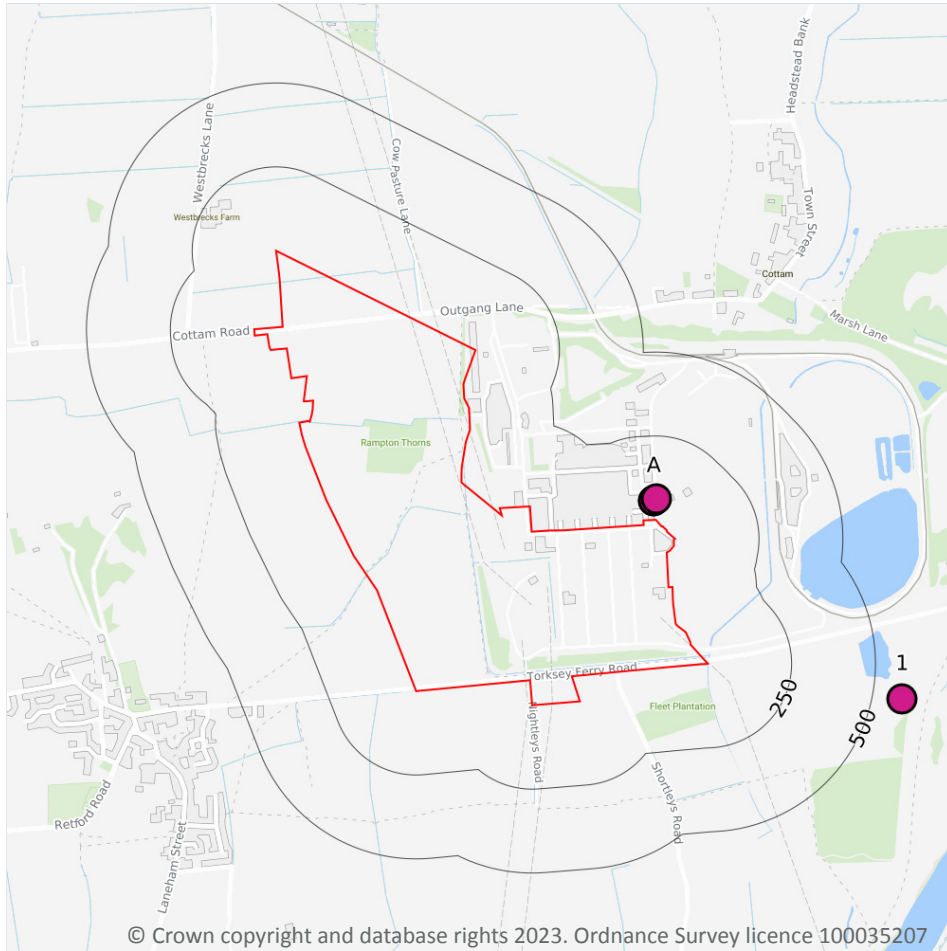 Headstead Bank
Westbrecks Lane
Cow Pasture Lane
Town Street
Westbrecks Farm
Cottam
Outgang Lane
Marsh Lane
Cottam Road
Rampton Thorns
A
1
Torksey Ferry Road
250
Nightleys Road
Fleet Plantation
500
Shortleys Road
Retford Road
Laneham Street
© Crown copyright and database rights 2023. Ordnance Survey licence 100035207